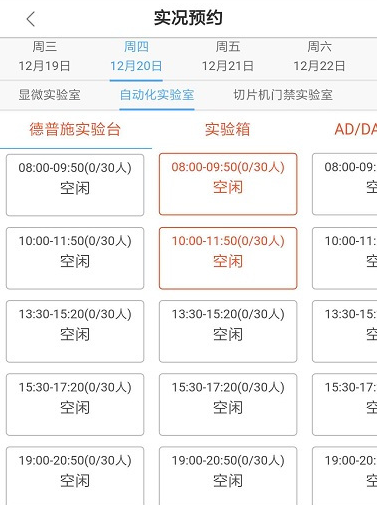 实况预约
周三 周四 周五 周六
12月19日 12月20日 12月21日 12月22日
显微实验室 自动化实验室 切片机门禁实验室
德普施实验台 实验箱 AD/DA
08:00-09:50(0/30人) 08:00-09:50(0/30人) 08:00-09:
空闲 空闲
10:00-11:50(0/30人) 10:00-11:50(0/30人) 10:00-11:
空闲 空闲
13:30-15:20(0/30人) 13:30-15:20(0/30人) 13:30-15:
空闲 空闲
15:30-17:20(0/30人) 15:30-17:20(0/30人) 15:30-17:
空闲 空闲
19:00-20:50(0/30人) 19:00-20:50(0/30人) 19:00-20:
空闲 空闲